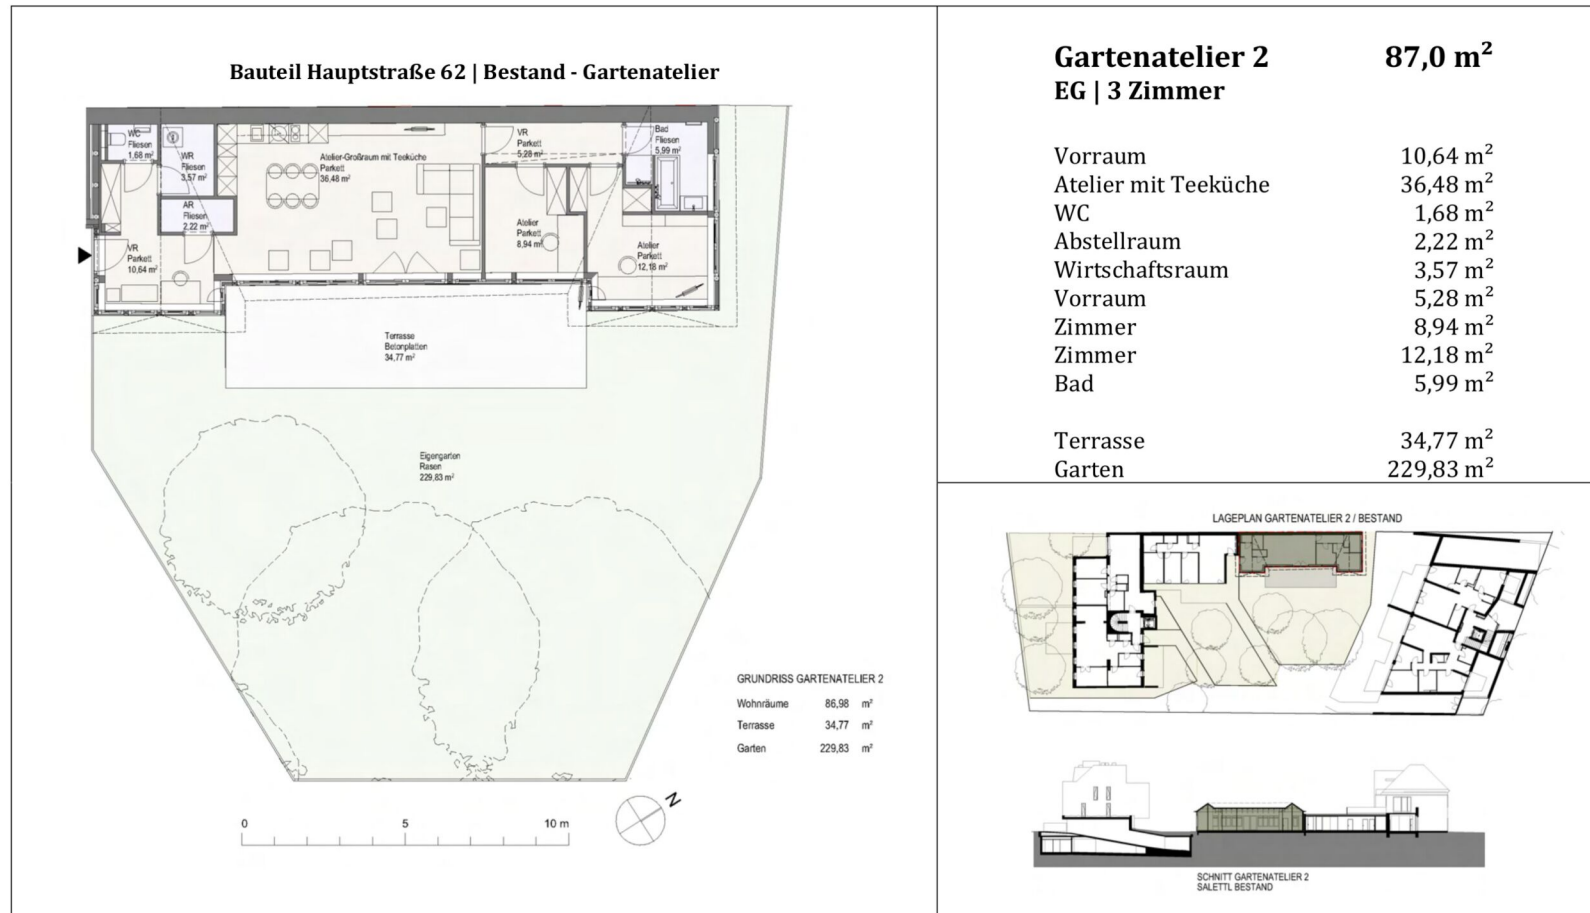 Bauteil Hauptstraße 62 | Bestand - Gartenatelier
WC
Fliesen
1,68 m²
WR
Fliesen
3,57 m²
AR
Fliesen
2,22 m²
VR
Parkett
10,64 m²
Atelier-Großraum mit Teeküche
Parkett
36,48 m²
VR
Parkett
5,28 m²
Bad
Fliesen
5,99 m²
Atelier
Parkett
8,94 m²
Atelier
Parkett
12,18 m²
Terrasse
Betonplatten
34,77 m²
Eigengarten
Rasen
229,83 m²
GRUNDRISS GARTENATELIER 2
Wohnräume 86,98 m²
Terrasse 34,77 m²
Garten 229,83 m²
N
0 5 10 m
Gartenatelier 2 87,0 m²
EG | 3 Zimmer
Vorraum 10,64 m²
Atelier mit Teeküche 36,48 m²
WC 1,68 m²
Abstellraum 2,22 m²
Wirtschaftsraum 3,57 m²
Vorraum 5,28 m²
Zimmer 8,94 m²
Zimmer 12,18 m²
Bad 5,99 m²
Terrasse 34,77 m²
Garten 229,83 m²
LAGEPLAN GARTENATELIER 2 / BESTAND
SCHNITT GARTENATELIER 2
SALETTL BESTAND